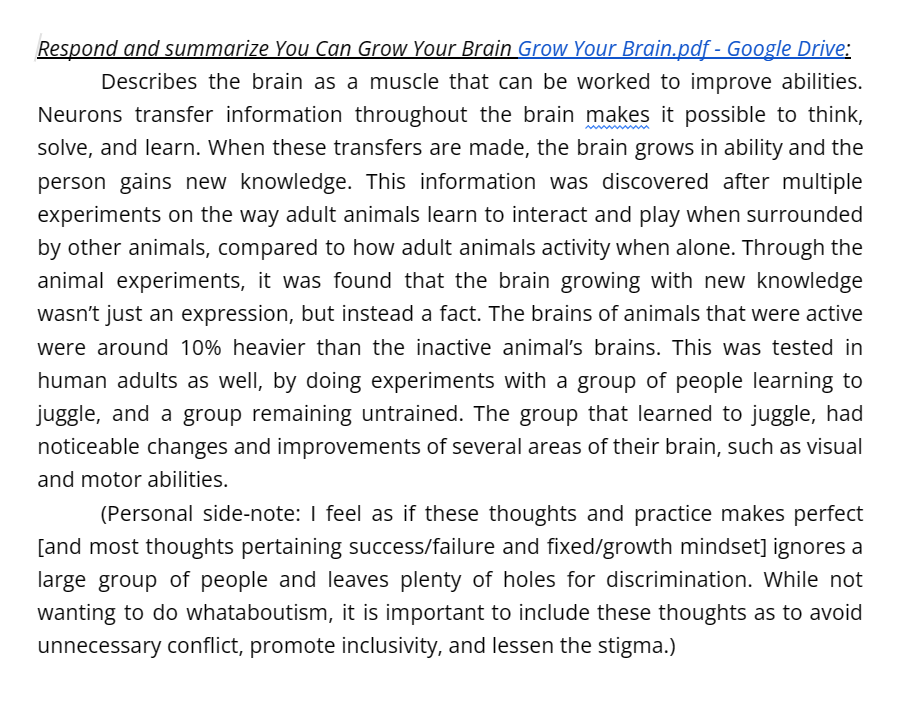 Respond and summarize You Can Grow Your Brain Grow Your Brain.pdf - Google Drive:
Describes the brain as a muscle that can be worked to improve abilities.
Neurons transfer information throughout the brain makes it possible to think,
solve, and learn. When these transfers are made, the brain grows in ability and the
person gains new knowledge. This information was discovered after multiple
experiments on the way adult animals learn to interact and play when surrounded
by other animals, compared to how adult animals activity when alone. Through the
animal experiments, it was found that the brain growing with new knowledge
wasn’t just an expression, but instead a fact. The brains of animals that were active
were around 10% heavier than the inactive animal’s brains. This was tested in
human adults as well, by doing experiments with a group of people learning to
juggle, and a group remaining untrained. The group that learned to juggle, had
noticeable changes and improvements of several areas of their brain, such as visual
and motor abilities.
(Personal side-note: I feel as if these thoughts and practice makes perfect
[and most thoughts pertaining success/failure and fixed/growth mindset] ignores a
large group of people and leaves plenty of holes for discrimination. While not
wanting to do whataboutism, it is important to include these thoughts as to avoid
unnecessary conflict, promote inclusivity, and lessen the stigma.)